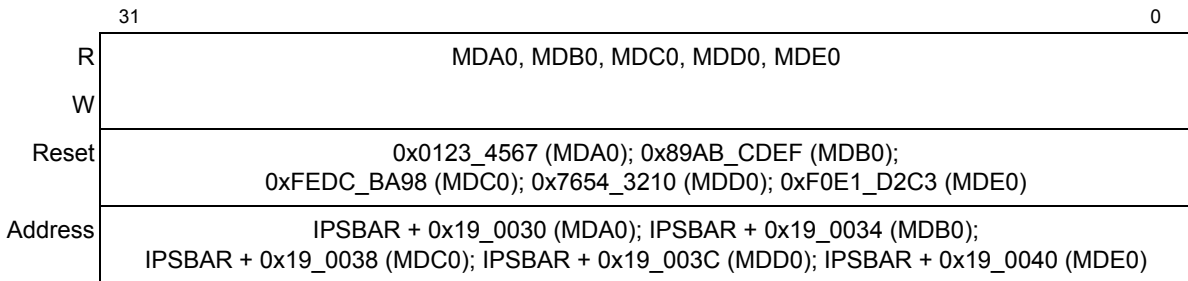 31 0
R MDA0, MDB0, MDC0, MDD0, MDE0
W
Reset 0x0123_4567 (MDA0); 0x89AB_CDEF (MDB0);
0xFEDC_BA98 (MDC0); 0x7654_3210 (MDD0); 0xF0E1_D2C3 (MDE0)
Address IPSBAR + 0x19_0030 (MDA0); IPSBAR + 0x19_0034 (MDB0);
IPSBAR + 0x19_0038 (MDC0); IPSBAR + 0x19_003C (MDD0); IPSBAR + 0x19_0040 (MDE0)